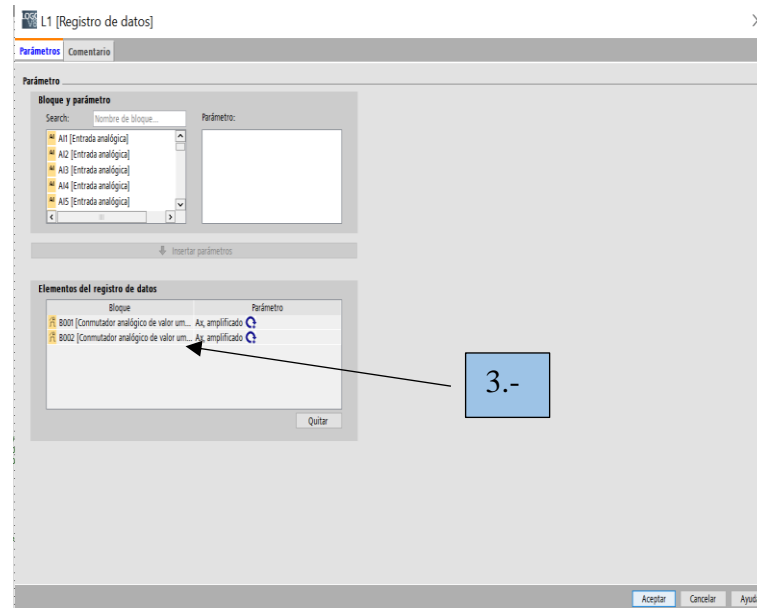 L1 [Registro de datos]
Parámetros Comentario
Parámetro
Bloque y parámetro
Search: Nombre de bloque... Parámetro:
AI1 [Entrada analógica]
AI2 [Entrada analógica]
AI3 [Entrada analógica]
AI4 [Entrada analógica]
AI5 [Entrada analógica]
Insertar parámetros
Elementos del registro de datos
Bloque Parámetro
B001 [Conmutador analógico de valor um... Ax, amplificado
B002 [Conmutador analógico de valor um... Ax, amplificado
3.-
Quitar
Aceptar Cancelar Ayud